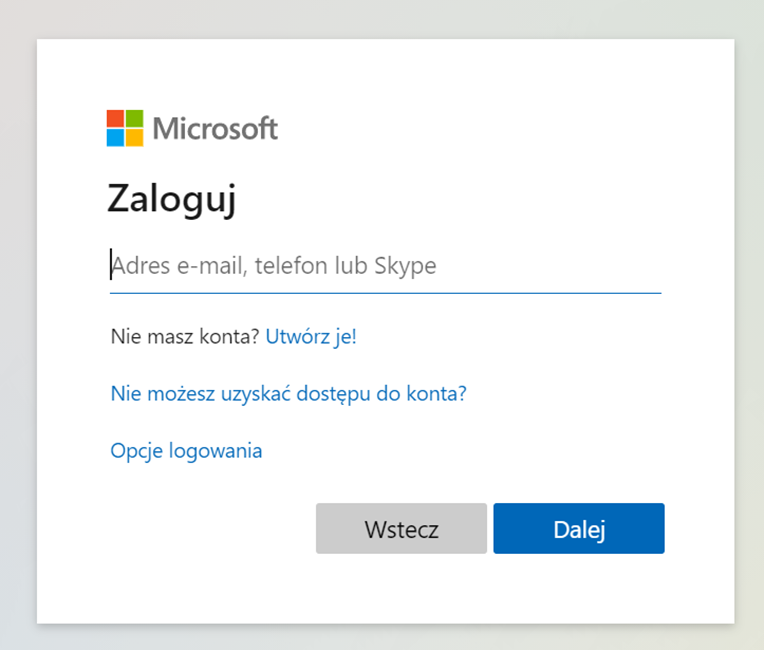 Microsoft
Zaloguj
Adres e-mail, telefon lub Skype
Nie masz konta? Utwórz je!
Nie możesz uzyskać dostępu do konta?
Opcje logowania
Wstecz Dalej